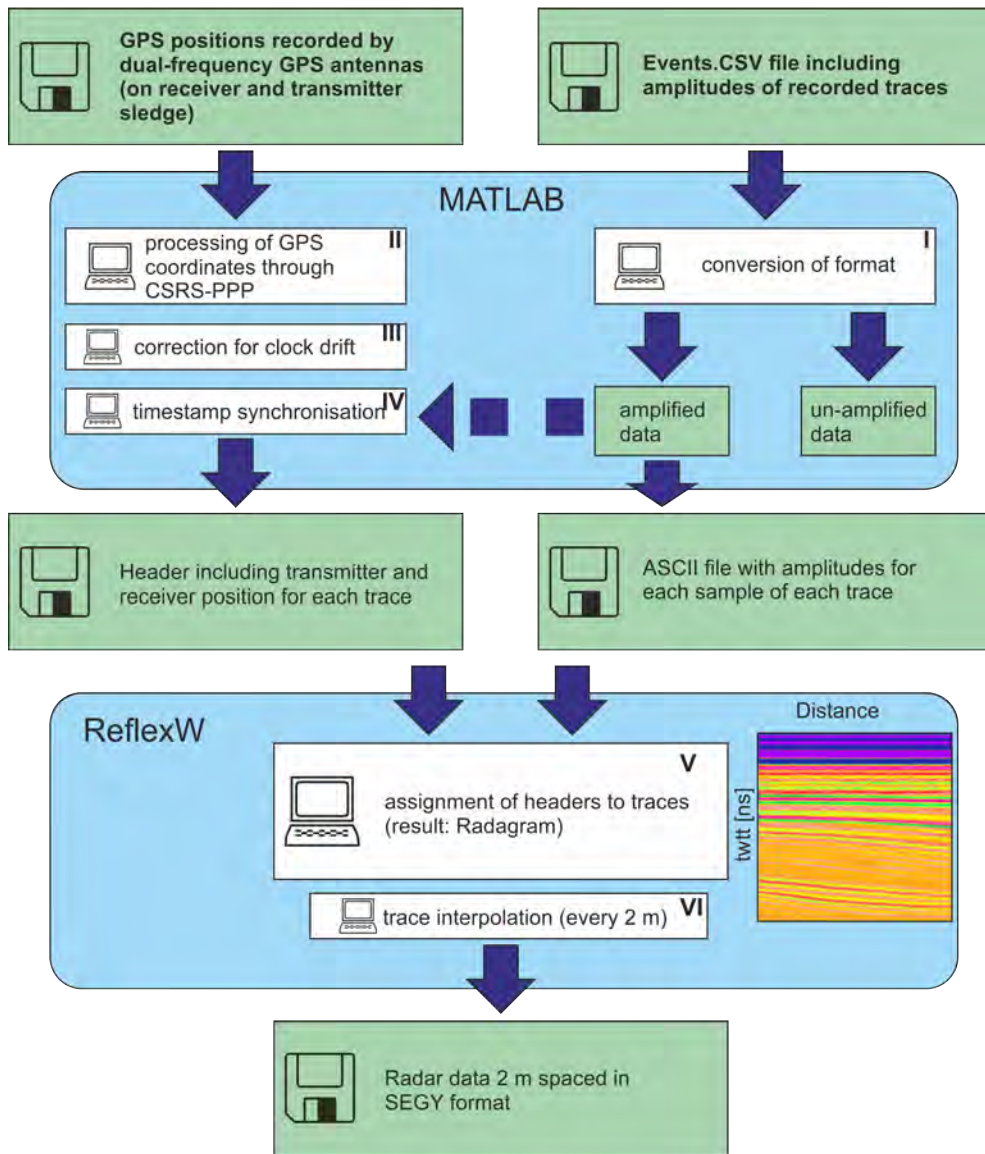 GPS positions recorded by
dual-frequency GPS antennas
(on receiver and transmitter
sledge)
Events.CSV file including
amplitudes of recorded traces
MATLAB
II
processing of GPS
coordinates through
CSRS-PPP
I
conversion of format
III
correction for clock drift
IV
timestamp synchronisation
amplified
data
un-amplified
data
Header including transmitter and
receiver position for each trace
ASCII file with amplitudes for
each sample of each trace
ReflexW
Distance
twtt [ns]
V
assignment of headers to traces
(result: Radagram)
VI
trace interpolation (every 2 m)
Radar data 2 m spaced in
SEGY format